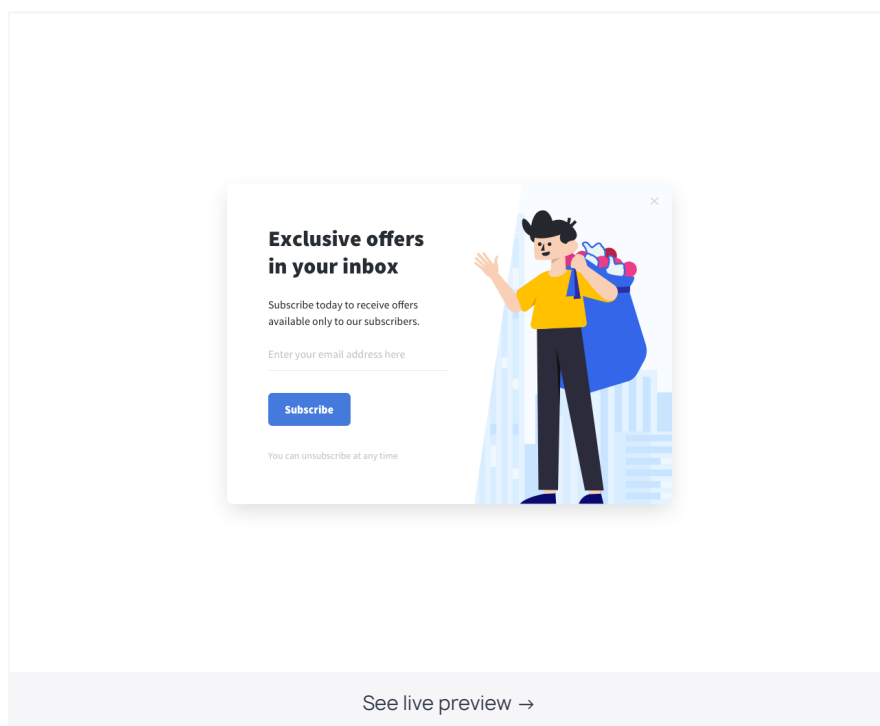 Exclusive offers
in your inbox
Subscribe today to receive offers
available only to our subscribers.
Enter your email address here
Subscribe
You can unsubscribe at any time
See live preview →